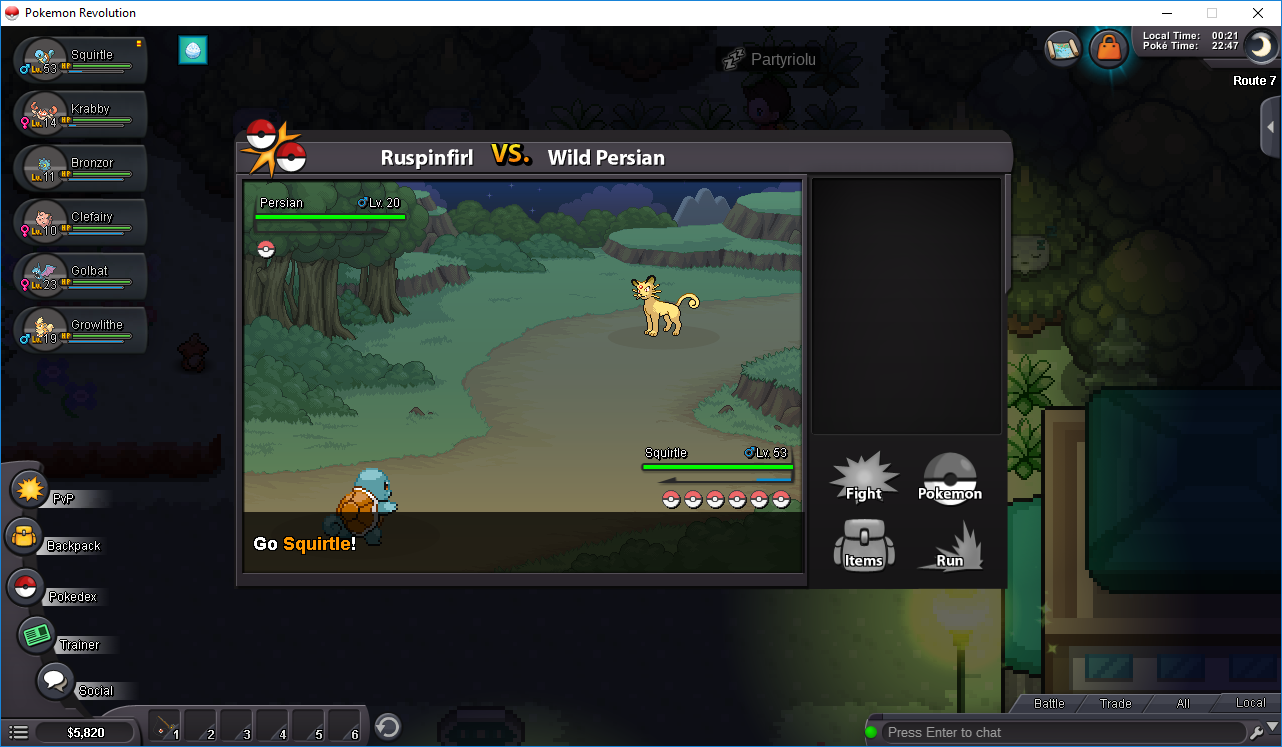 Pokemon Revolution
Squirtle
Lv.53 HP
Krabby
Lv.14 HP
Bronzor
Lv.11 HP
Clefairy
Lv.10 HP
Golbat
Lv.23 HP
Growlithe
Lv.19 HP
Partyriolu
Local Time: 00:21
Poké Time: 22:47
Route 7
Ruspinfirl VS. Wild Persian
Persian Lv. 20
Squirtle Lv. 53
Go Squirtle!
Fight
Pokemon
Items
Run
PvP
Backpack
Pokedex
Trainer
Social
$5,820
1 2 3 4 5 6
Battle Trade All Local
Press Enter to chat